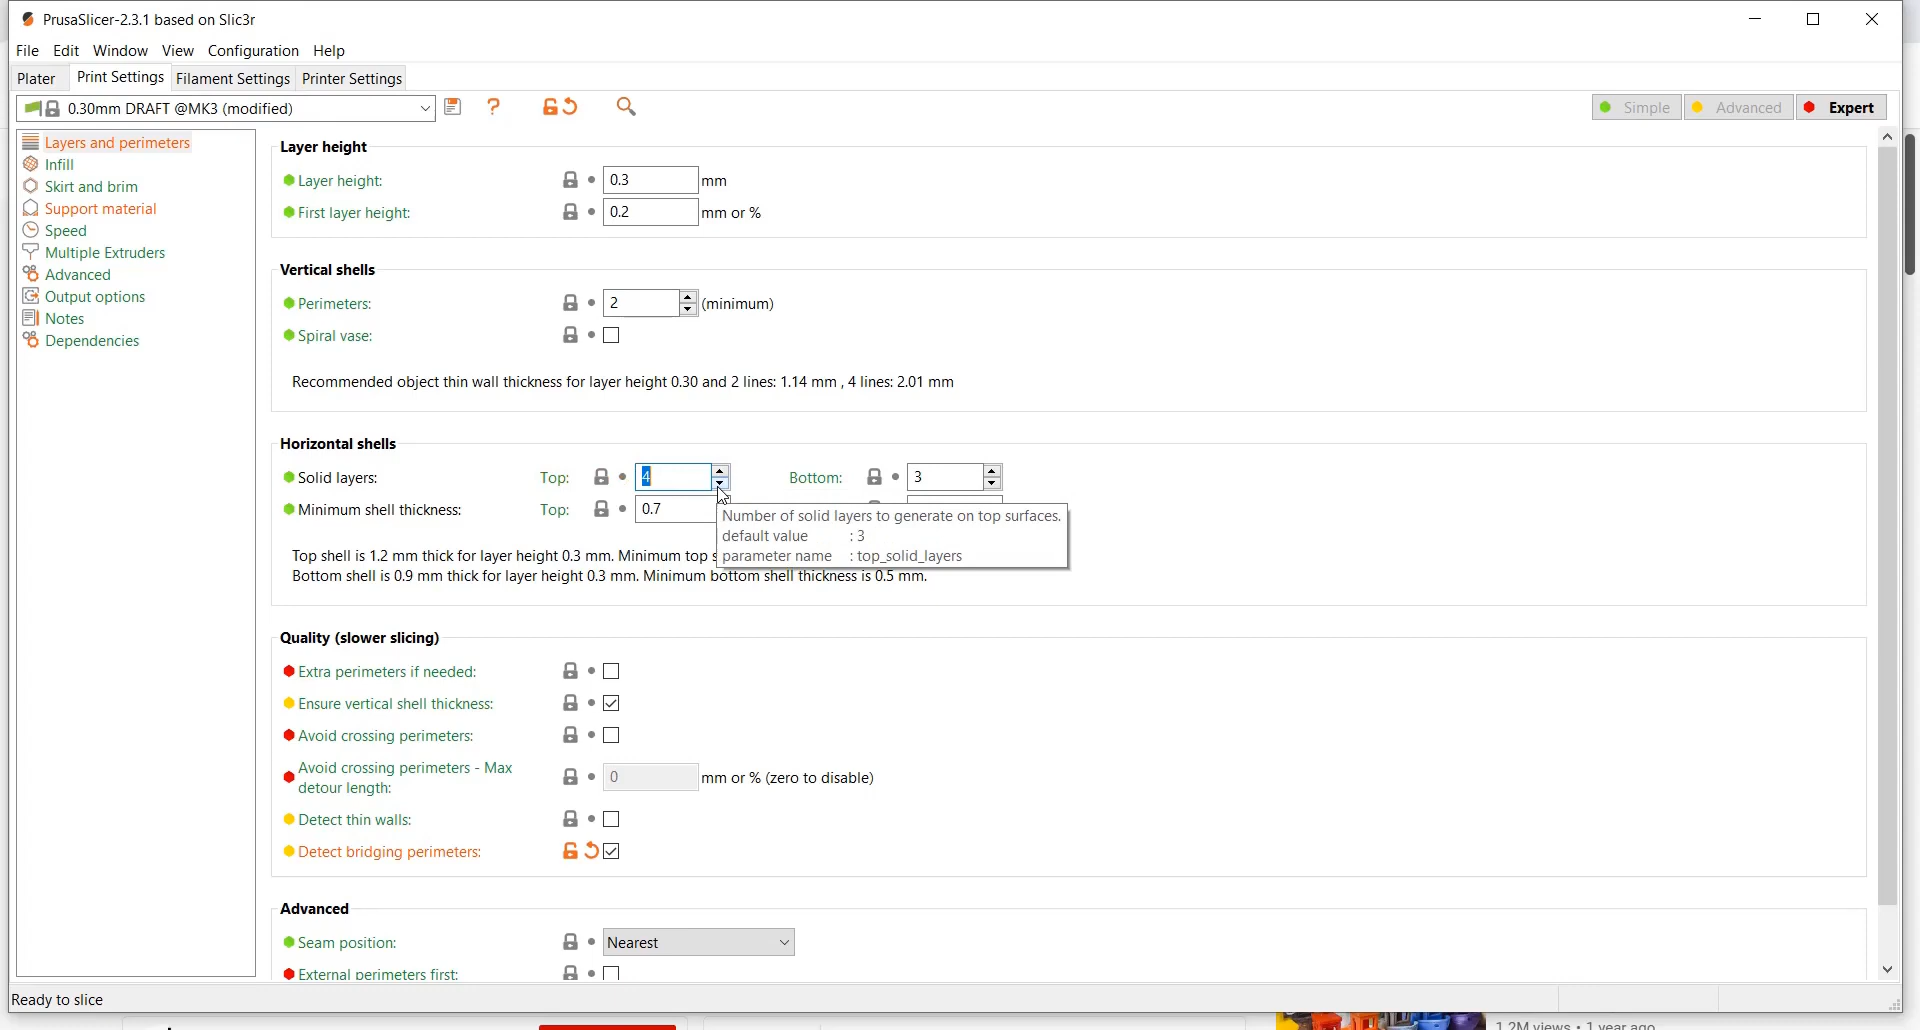 PrusaSlicer-2.3.1 based on Slic3r
File Edit Window View Configuration Help
Plater Print Settings Filament Settings Printer Settings
0.30mm DRAFT @MK3 (modified) ? Simple Advanced Expert
Layers and perimeters
Infill
Skirt and brim
Support material
Speed
Multiple Extruders
Advanced
Output options
Notes
Dependencies
Layer height
Layer height: 0.3 mm
First layer height: 0.2 mm or %
Vertical shells
Perimeters: 2 (minimum)
Spiral vase:
Recommended object thin wall thickness for layer height 0.30 and 2 lines: 1.14 mm , 4 lines: 2.01 mm
Horizontal shells
Solid layers: Top: 4 Bottom: 3
Minimum shell thickness: Top: 0.7
Number of solid layers to generate on top surfaces.
default value : 3
parameter name : top_solid_layers
Top shell is 1.2 mm thick for layer height 0.3 mm. Minimum top s
Bottom shell is 0.9 mm thick for layer height 0.3 mm. Minimum bottom shell thickness is 0.5 mm.
Quality (slower slicing)
Extra perimeters if needed:
Ensure vertical shell thickness:
Avoid crossing perimeters:
Avoid crossing perimeters - Max
detour length: 0 mm or % (zero to disable)
Detect thin walls:
Detect bridging perimeters:
Advanced
Seam position: Nearest
External perimeters first:
Ready to slice
1.2M views • 1 year ago